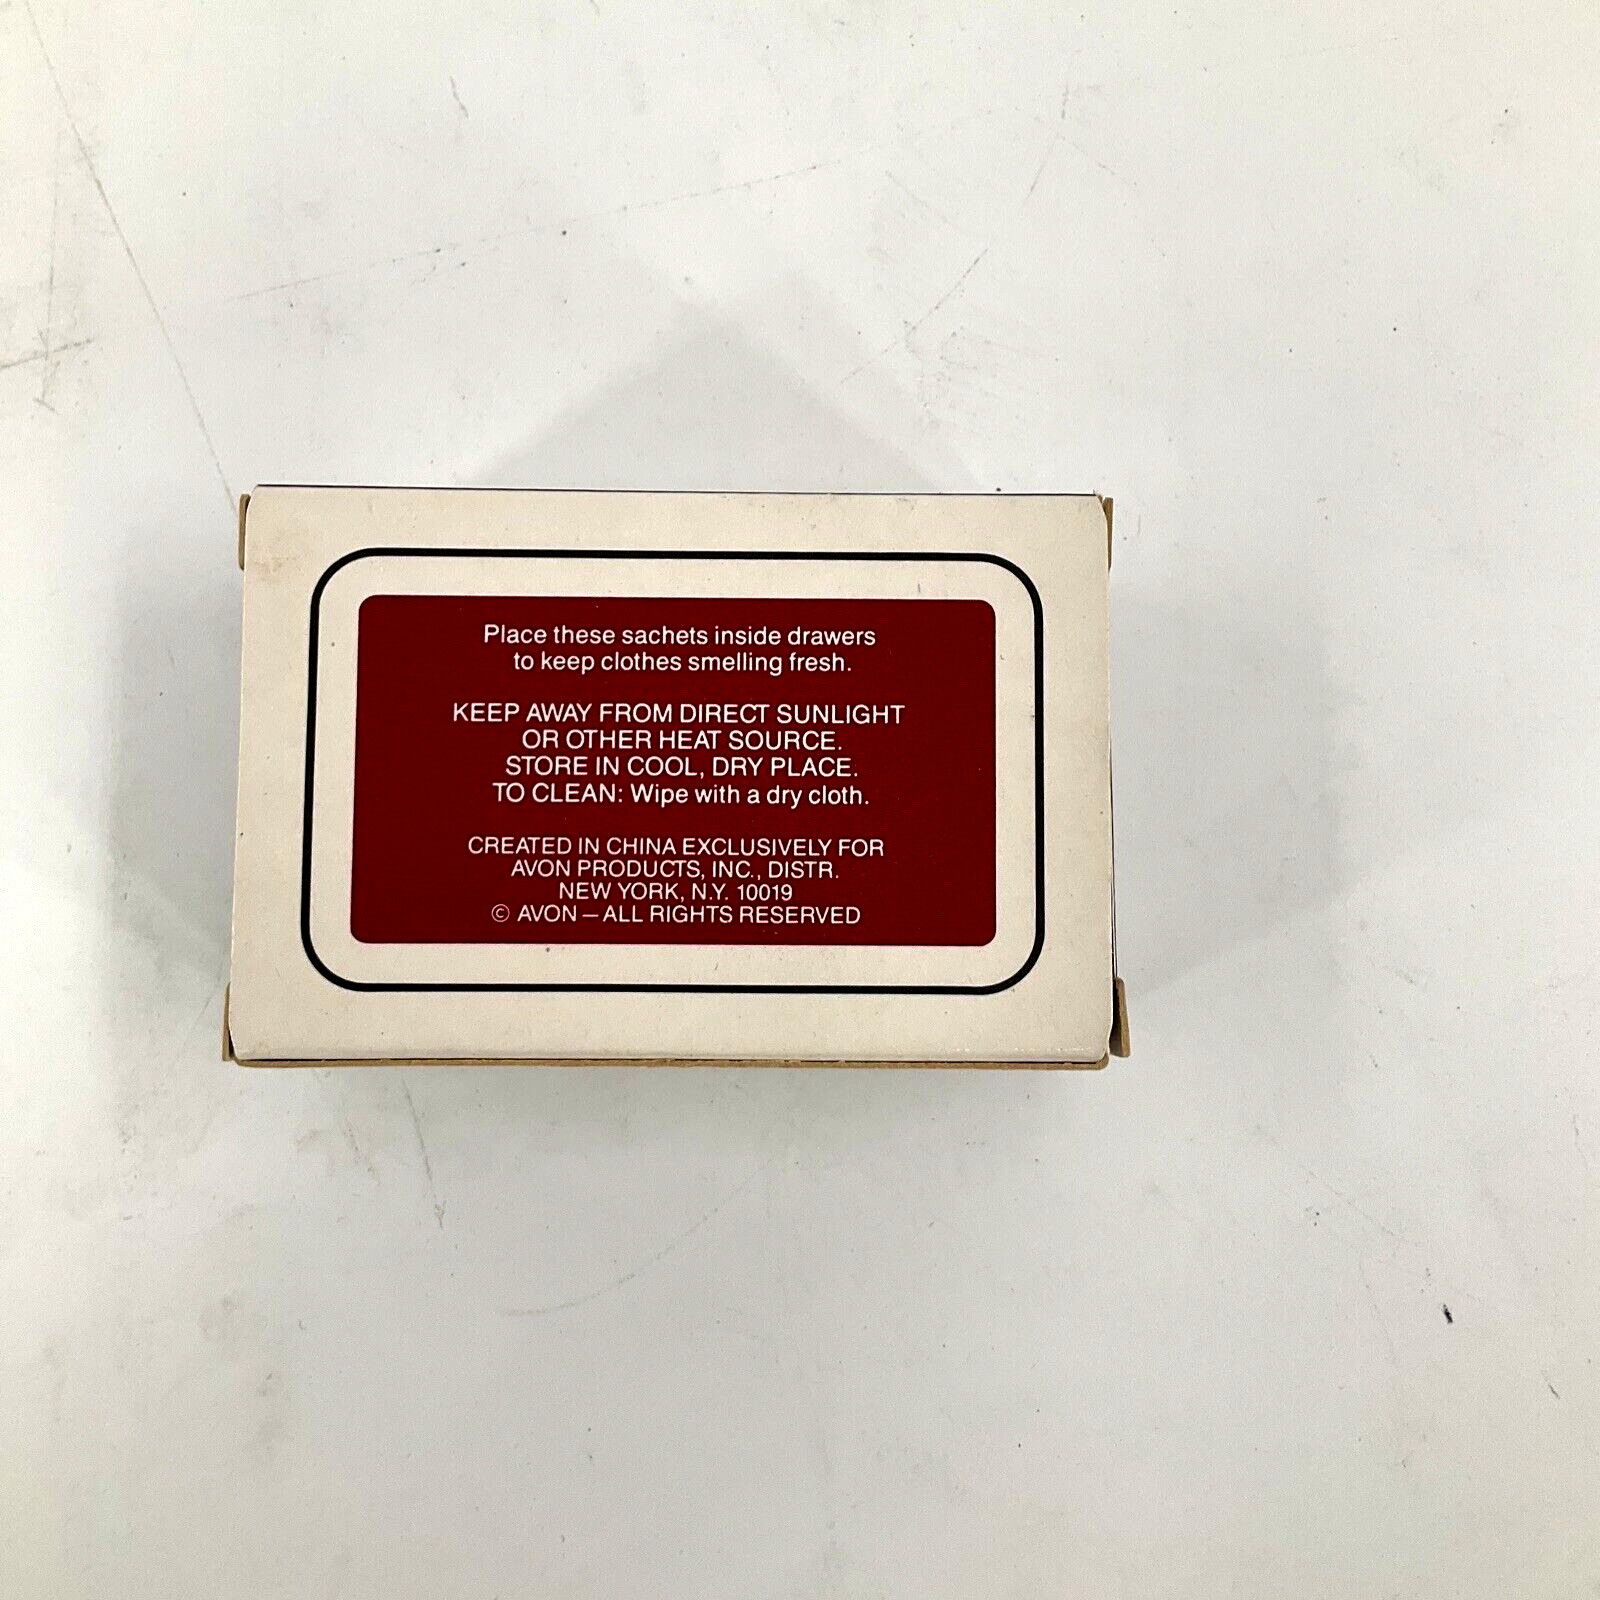 Place these sachets inside drawers
to keep clothes smelling fresh.
KEEP AWAY FROM DIRECT SUNLIGHT
OR OTHER HEAT SOURCE.
STORE IN COOL, DRY PLACE.
TO CLEAN: Wipe with a dry cloth.
CREATED IN CHINA EXCLUSIVELY FOR
AVON PRODUCTS, INC., DISTR.
NEW YORK, N.Y. 10019
© AVON — ALL RIGHTS RESERVED